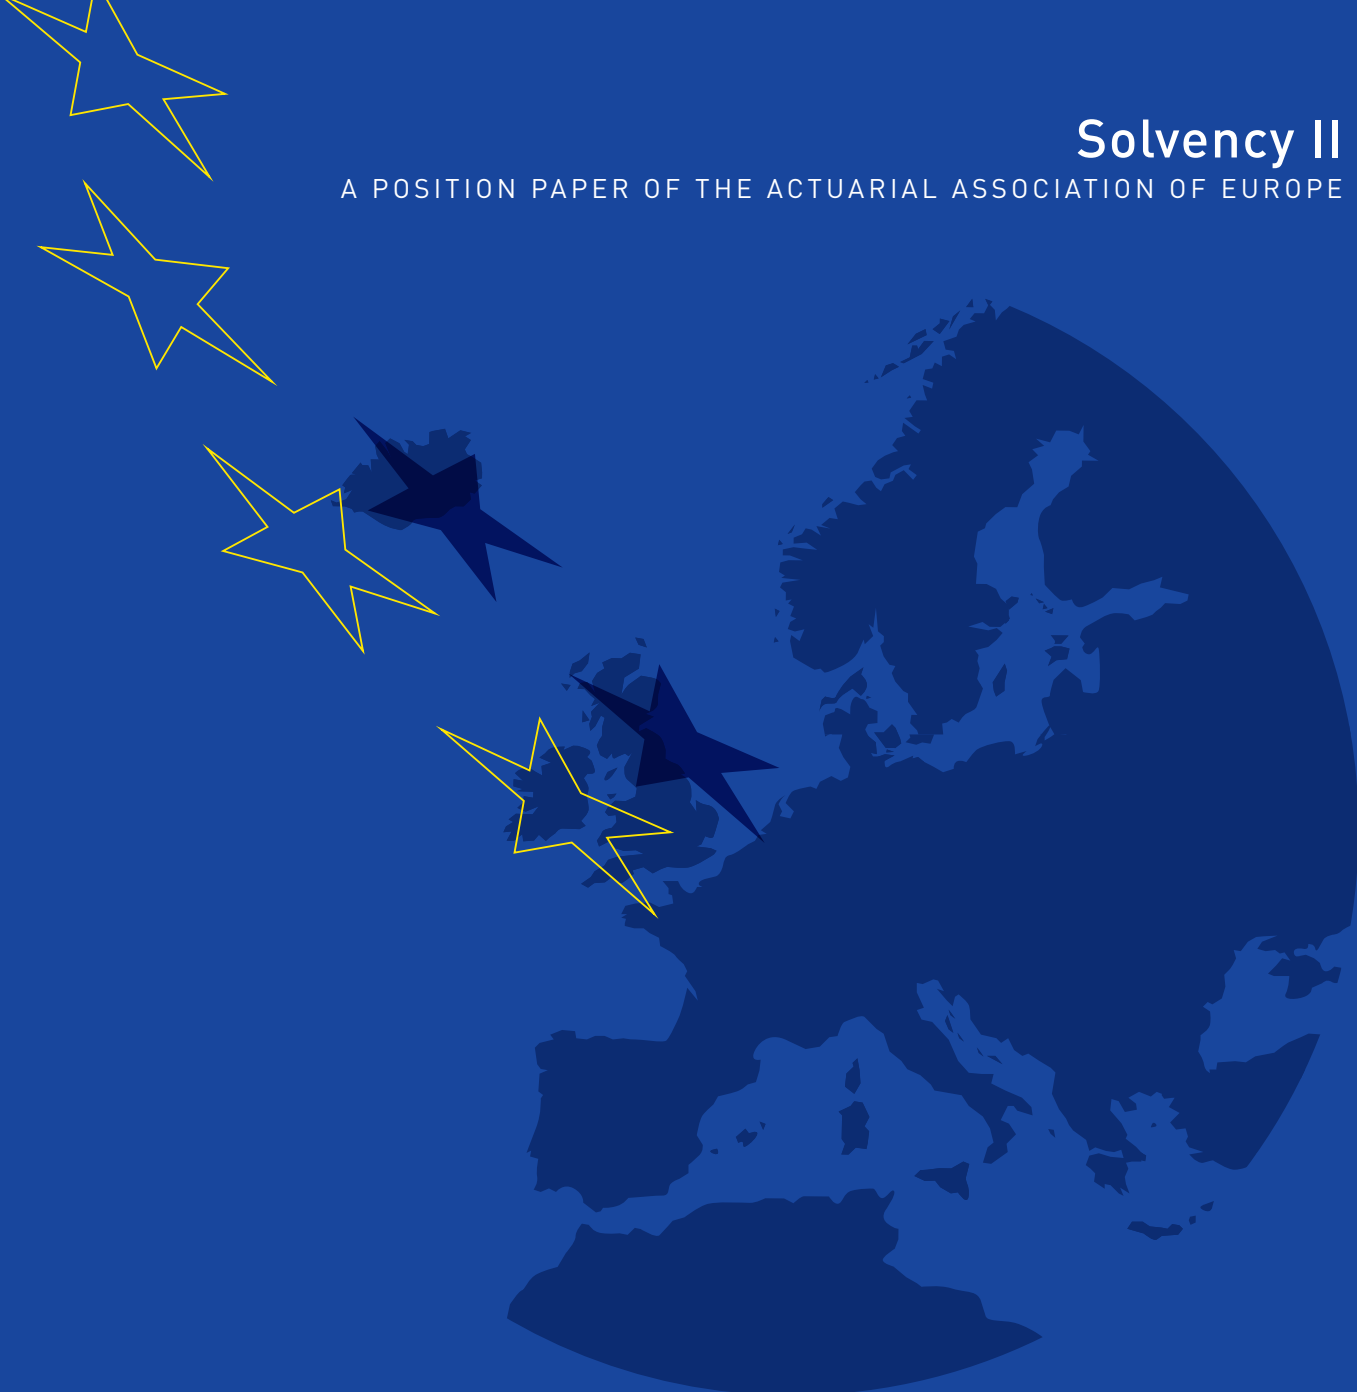 Solvency II
A POSITION PAPER OF THE ACTUARIAL ASSOCIATION OF EUROPE